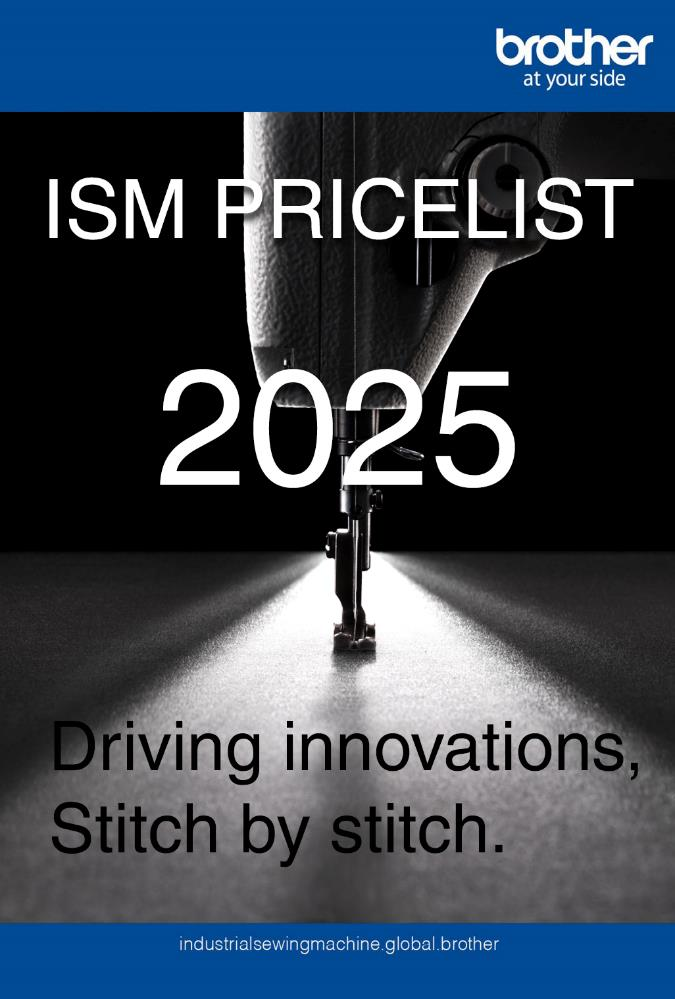 brother
at your side
ISM PRICELIST
2025
Driving innovations,
Stitch by stitch.
industrialsewingmachine.global.brother